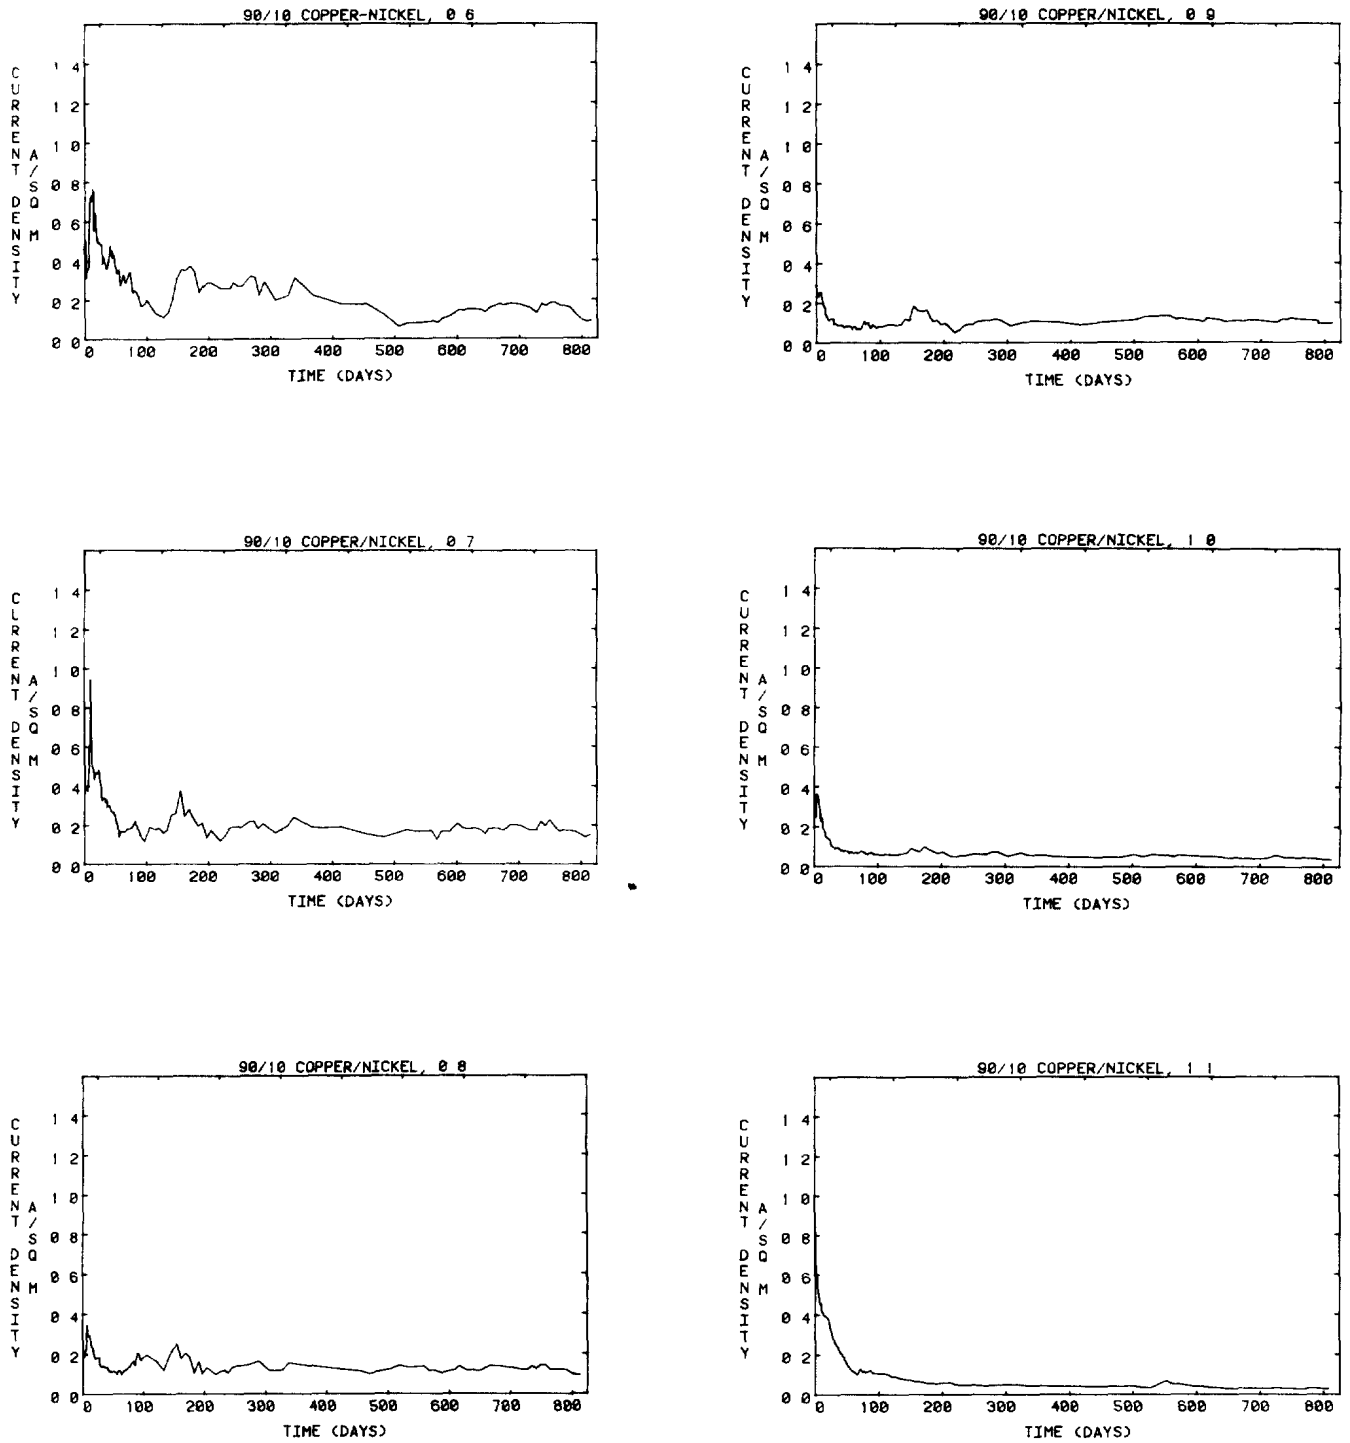 90/10 COPPER-NICKEL, 0 6
CURRENT DENSITY
A/SQ M
1 4
1 2
1 0
0 8
0 6
0 4
0 2
0 0
0 100 200 300 400 500 600 700 800
TIME (DAYS)
90/10 COPPER/NICKEL, 0 9
CURRENT DENSITY
A/SQ M
1 4
1 2
1 0
0 8
0 6
0 4
0 2
0 0
0 100 200 300 400 500 600 700 800
TIME (DAYS)
90/10 COPPER/NICKEL, 0 7
CLRRENT DENSITY
A/SQ M
1 4
1 2
1 0
0 8
0 6
0 4
0 2
0 0
0 100 200 300 400 500 600 700 800
TIME (DAYS)
90/10 COPPER/NICKEL, 1 0
CURRENT DENSITY
A/SQ M
1 4
1 2
1 0
0 8
0 6
0 4
0 2
0 0
0 100 200 300 400 500 600 700 800
TIME (DAYS)
90/10 COPPER/NICKEL, 0 8
CURRENT DENSITY
A/SQ M
1 4
1 2
1 0
0 8
0 6
0 4
0 2
0 0
0 100 200 300 400 500 600 700 800
TIME (DAYS)
90/10 COPPER/NICKEL, 1 1
CURRENT DENSITY
A/SQ M
1 4
1 2
1 0
0 8
0 6
0 4
0 2
0 0
0 100 200 300 400 500 600 700 800
TIME (DAYS)